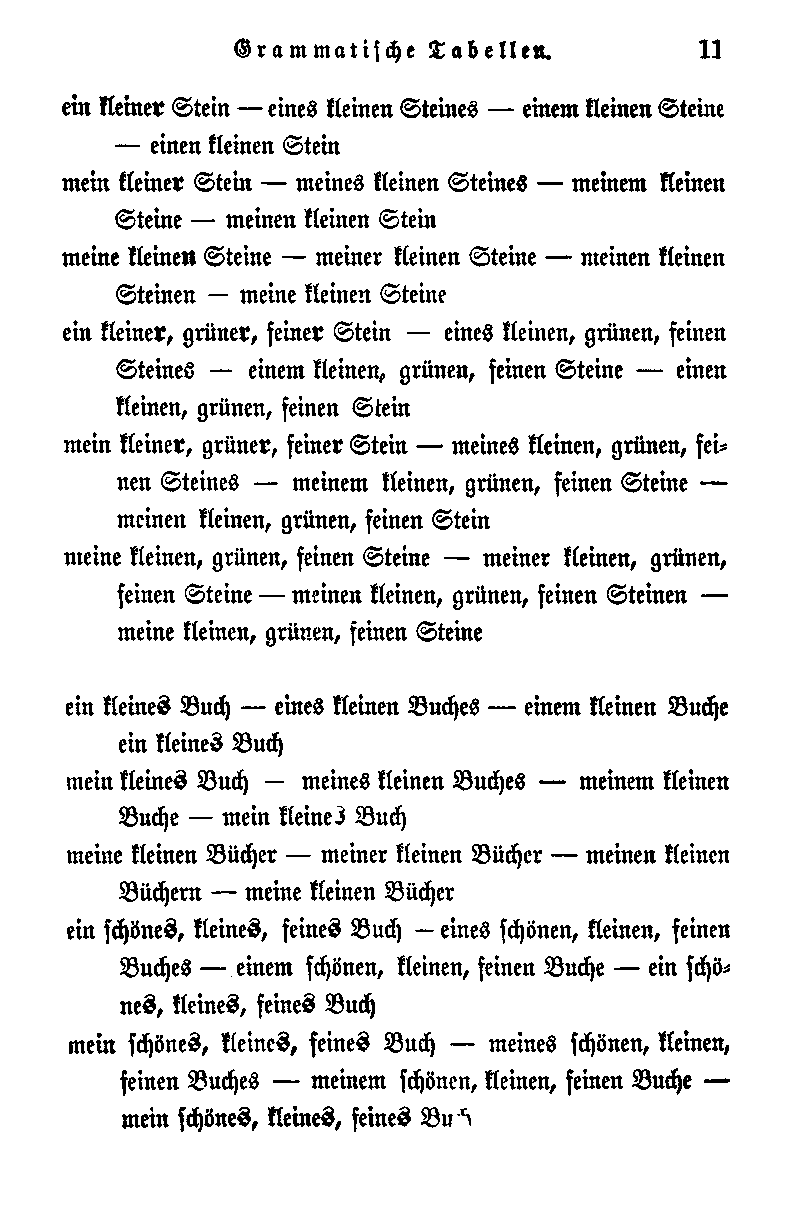 Grammatische Tabellen. 11
ein kleiner Stein — eines kleinen Steines — einem kleinen Steine
— einen kleinen Stein
mein kleiner Stein — meines kleinen Steines — meinem kleinen
Steine — meinen kleinen Stein
meine kleinen Steine — meiner kleinen Steine — meinen kleinen
Steinen — meine kleinen Steine
ein kleiner, grüner, feiner Stein — eines kleinen, grünen, feinen
Steines — einem kleinen, grünen, feinen Steine — einen
kleinen, grünen, feinen Stein
mein kleiner, grüner, feiner Stein — meines kleinen, grünen, fei-
nen Steines — meinem kleinen, grünen, feinen Steine —
meinen kleinen, grünen, feinen Stein
meine kleinen, grünen, feinen Steine — meiner kleinen, grünen,
feinen Steine — meinen kleinen, grünen, feinen Steinen —
meine kleinen, grünen, feinen Steine
ein kleines Buch — eines kleinen Buches — einem kleinen Buche
ein kleines Buch
mein kleines Buch — meines kleinen Buches — meinem kleinen
Buche — mein kleines Buch
meine kleinen Bücher — meiner kleinen Bücher — meinen kleinen
Büchern — meine kleinen Bücher
ein schönes, kleines, feines Buch — eines schönen, kleinen, feinen
Buches — einem schönen, kleinen, feinen Buche — ein schö-
nes, kleines, feines Buch
mein schönes, kleines, feines Buch — meines schönen, kleinen,
feinen Buches — meinem schönen, kleinen, feinen Buche —
mein schönes, kleines, feines Buch